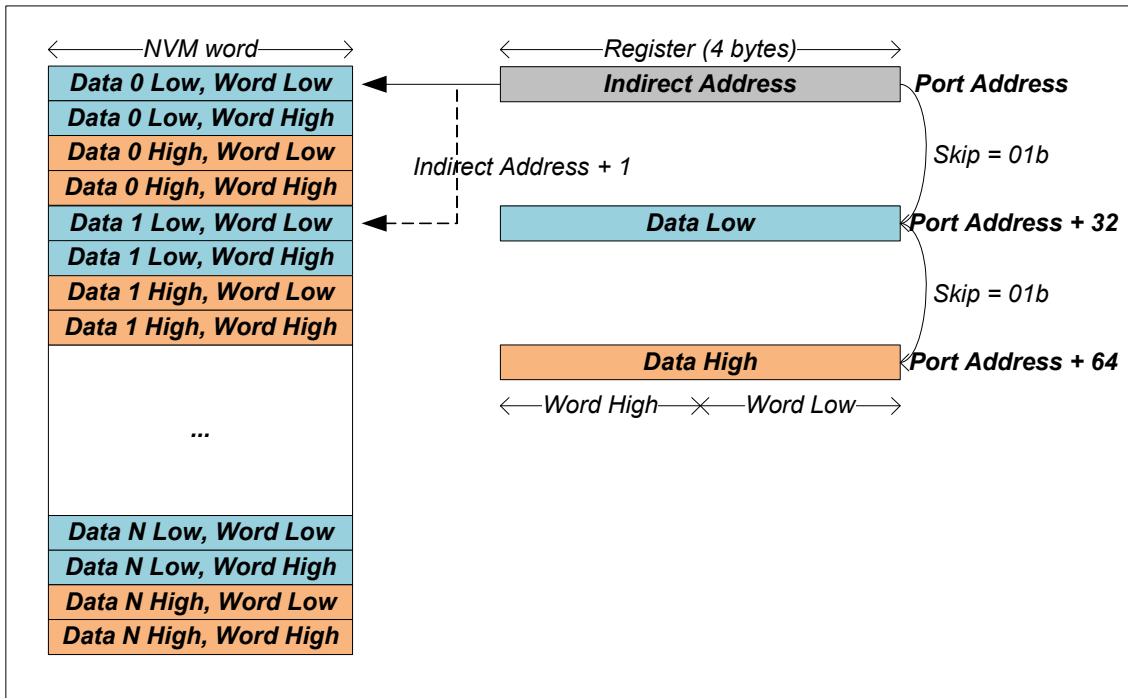 NVM word
Data 0 Low, Word Low
Data 0 Low, Word High
Data 0 High, Word Low
Data 0 High, Word High
Data 1 Low, Word Low
Data 1 Low, Word High
Data 1 High, Word Low
Data 1 High, Word High
...
Data N Low, Word Low
Data N Low, Word High
Data N High, Word Low
Data N High, Word High
Indirect Address + 1
Register (4 bytes)
Indirect Address
Port Address
Skip = 01b
Data Low
Port Address + 32
Skip = 01b
Data High
Port Address + 64
Word High
Word Low